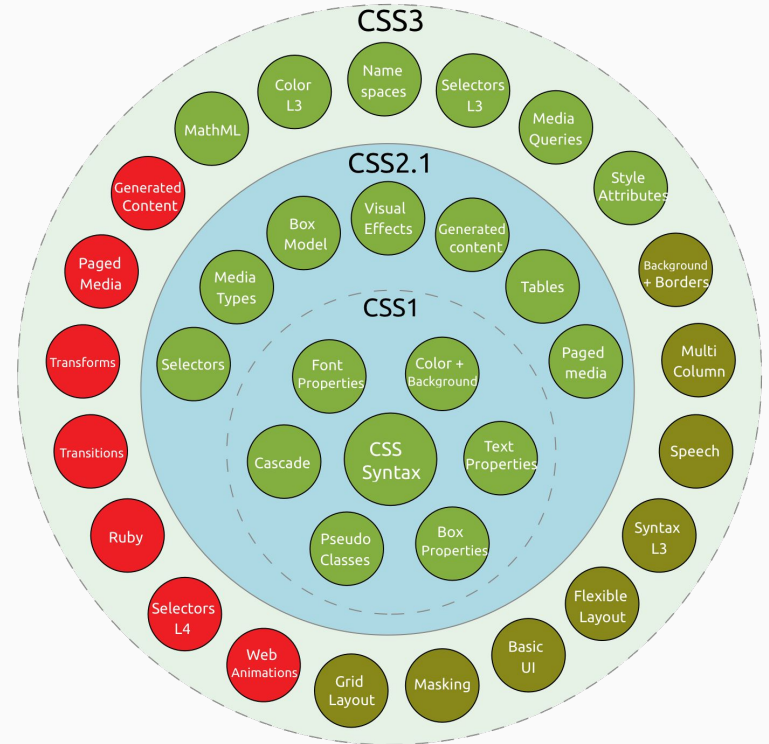 CSS3
Name
spaces
Selectors
L3
Media
Queries
Style
Attributes
Background
+ Borders
Multi
Column
Speech
Syntax
L3
Flexible
Layout
Basic
UI
Masking
Grid
Layout
Web
Animations
Selectors
L4
Ruby
Transitions
Transforms
Paged
Media
Generated
Content
MathML
Color
L3
CSS2.1
Selectors
Media
Types
Box
Model
Visual
Effects
Generated
content
Tables
Paged
media
CSS1
Font
Properties
Color +
Background
Cascade
CSS
Syntax
Text
Properties
Pseudo
Classes
Box
Properties